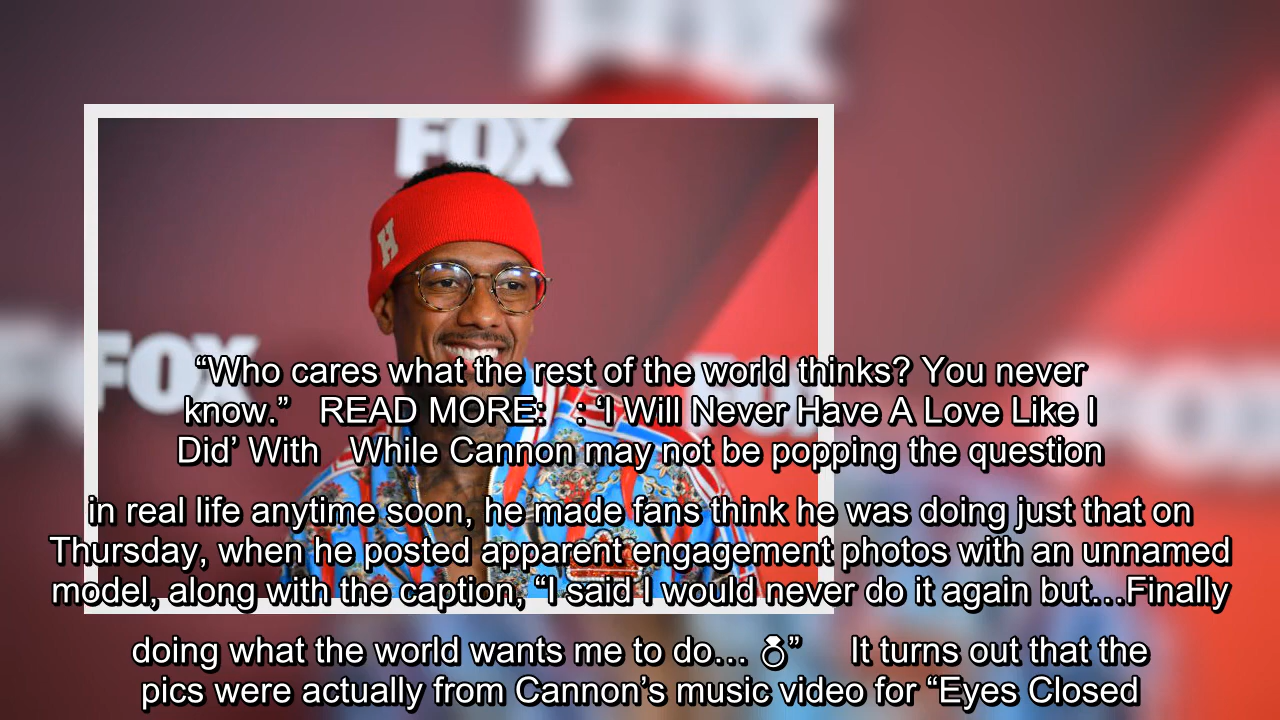 FOX
FOX
FOX
H
“Who cares what the rest of the world thinks? You never
know.” READ MORE: : ‘I Will Never Have A Love Like I
Did’ With While Cannon may not be popping the question
in real life anytime soon, he made fans think he was doing just that on
Thursday, when he posted apparent engagement photos with an unnamed
model, along with the caption, “I said I would never do it again but…Finally
doing what the world wants me to do… 💍” It turns out that the
pics were actually from Cannon’s music video for “Eyes Closed